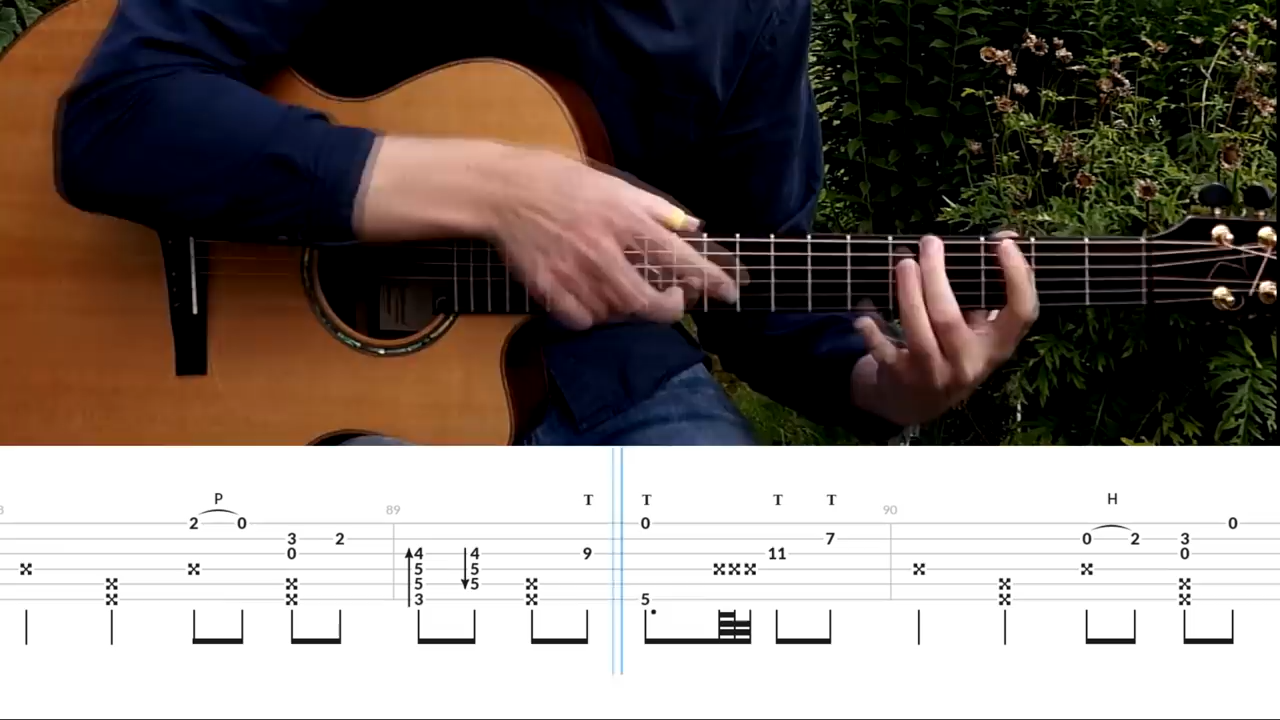 P H
8 89 T T T T 90
2 0 0 0
3 2 7 0 2 3
0 4 4 9 11 0
x 5 5 x x x x x x
x x 5 5 x x x
x x 3 x 5 x x